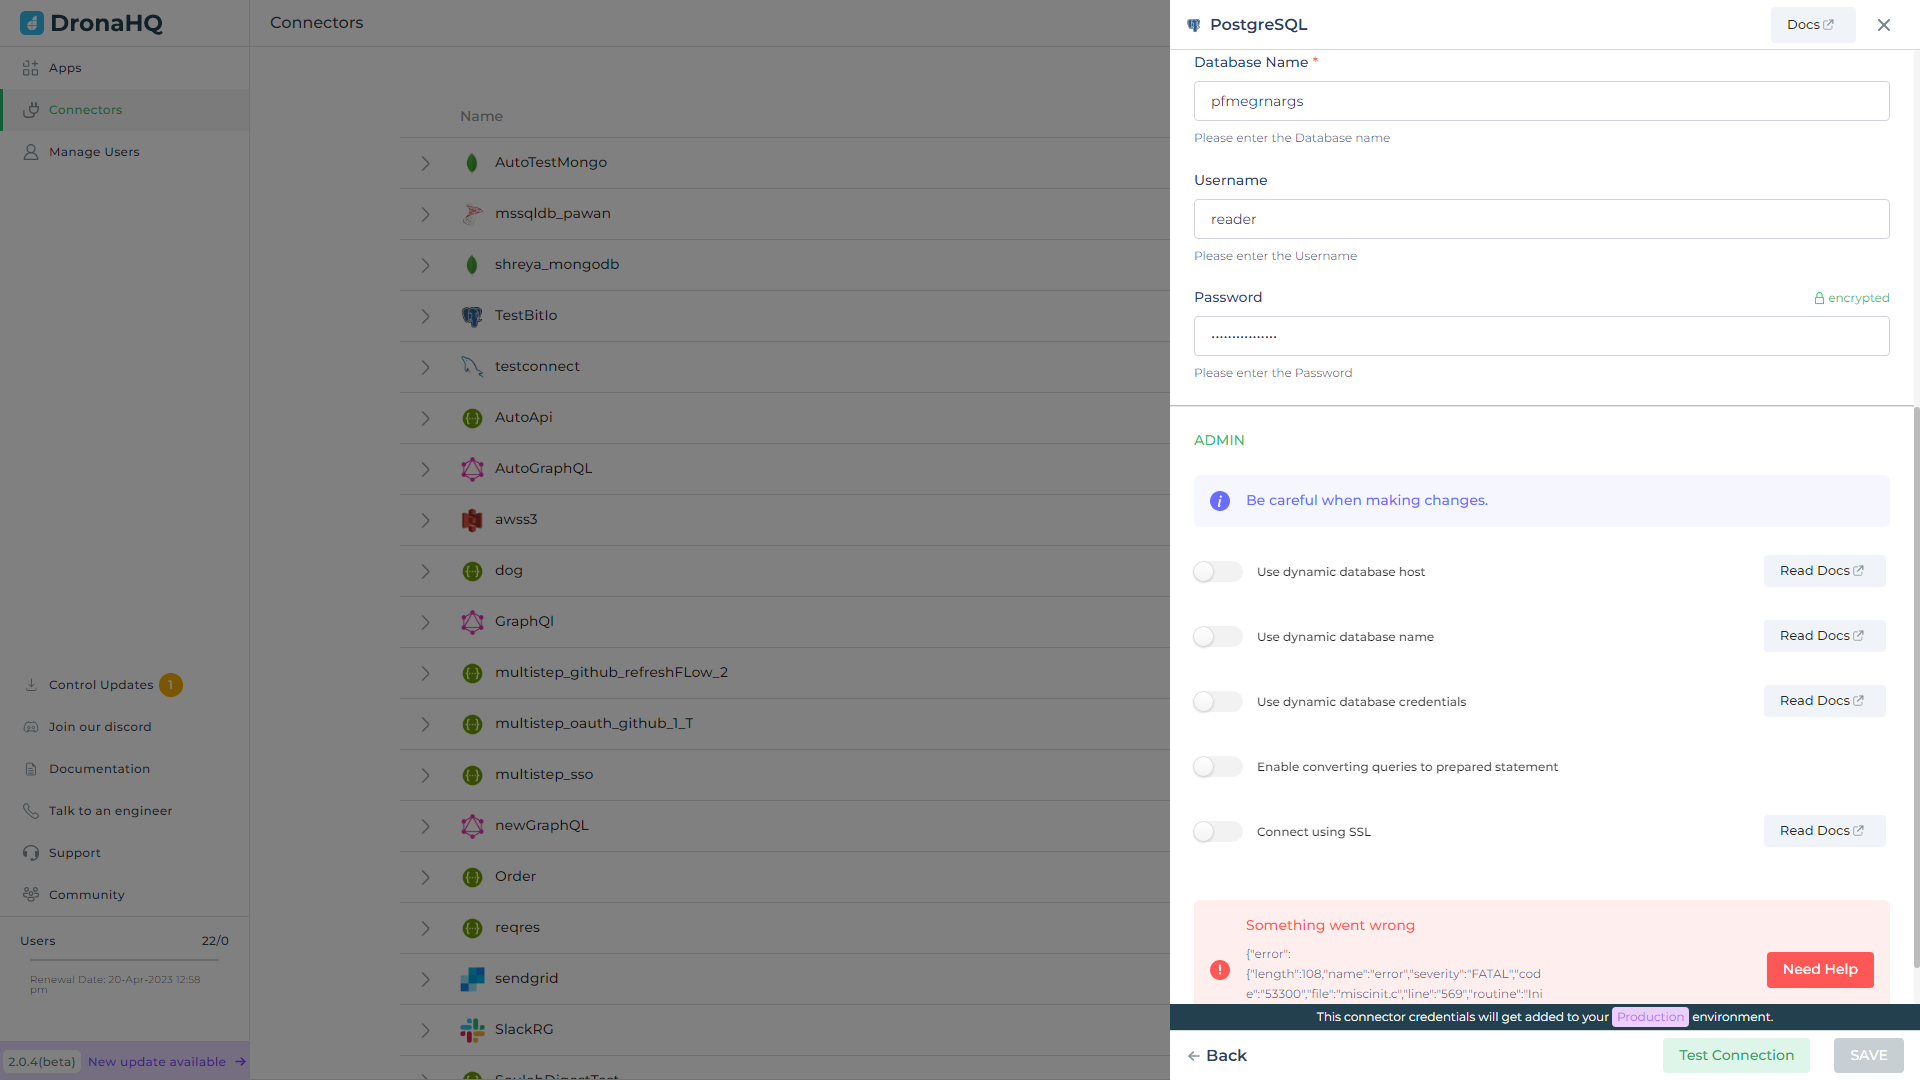 DronaHQ
Apps
Connectors
Manage Users
Control Updates 1
Join our discord
Documentation
Talk to an engineer
Support
Community
Users 22/0
Renewal Date: 20-Apr-2023 12:58
pm
2.0.4(beta) New update available
Connectors
Name
AutoTestMongo
mssqldb_pawan
shreya_mongodb
TestBitIo
testconnect
AutoApi
AutoGraphQL
awss3
dog
GraphQl
multistep_github_refreshFLow_2
multistep_oauth_github_1_T
multistep_sso
newGraphQL
Order
reqres
sendgrid
SlackRG
PostgreSQL
Docs
Database Name *
pfmegrnargs
Please enter the Database name
Username
reader
Please enter the Username
Password
encrypted
Please enter the Password
ADMIN
Be careful when making changes.
Use dynamic database host Read Docs
Use dynamic database name Read Docs
Use dynamic database credentials Read Docs
Enable converting queries to prepared statement
Connect using SSL Read Docs
Something went wrong
{"error":
{"length":108,"name":"error","severity":"FATAL","cod
e":"53300","file":"miscinit.c","line":"569","routine":"Ini
Need Help
This connector credentials will get added to your Production environment.
Back
Test Connection
SAVE